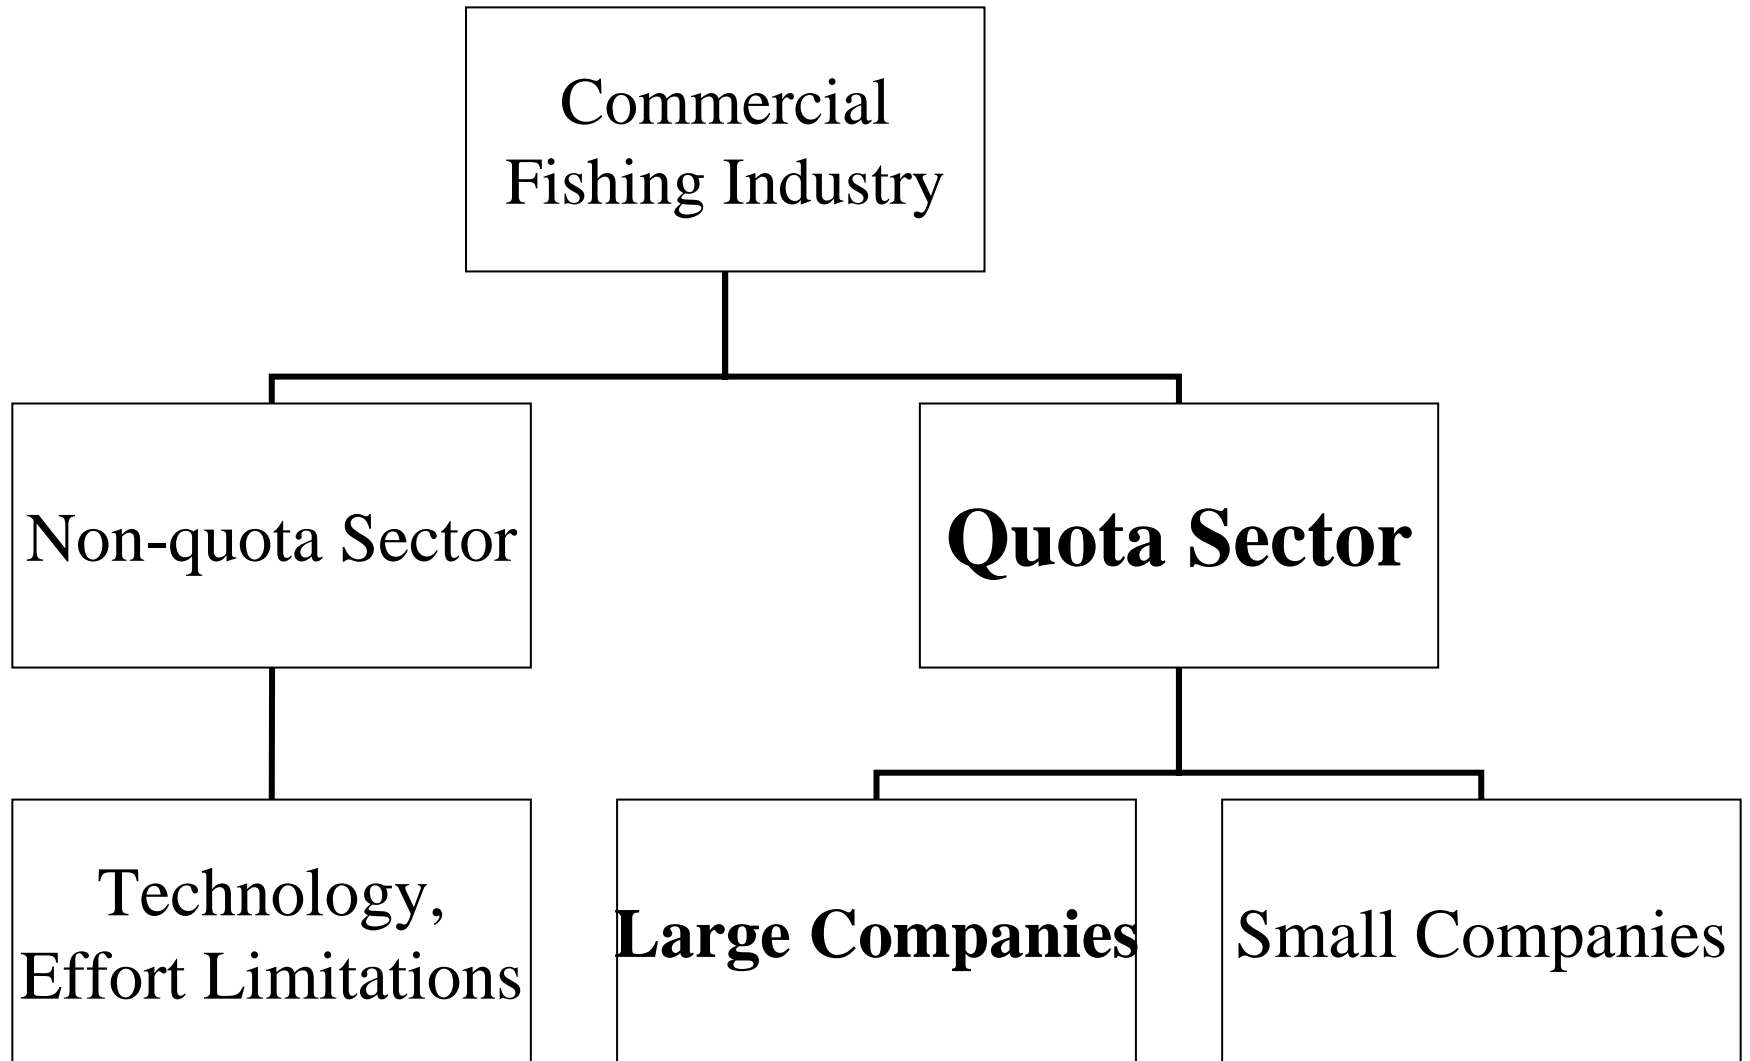 Commercial
Fishing Industry
Non-quota Sector
Quota Sector
Technology,
Effort Limitations
Large Companies
Small Companies